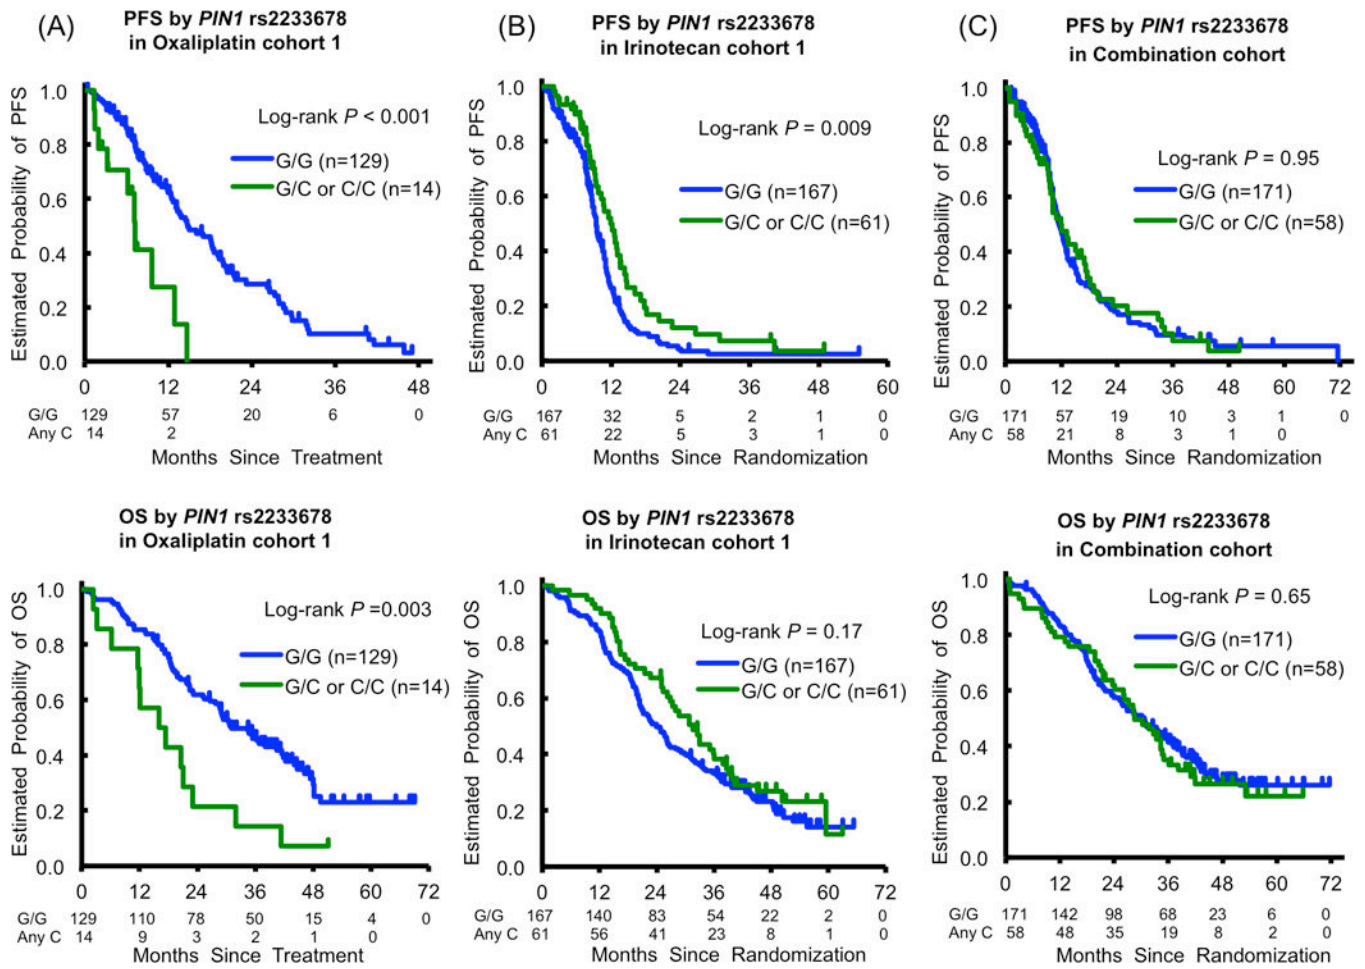 (A)
PFS by PIN1 rs2233678
in Oxaliplatin cohort 1
Estimated Probability of PFS
1.0
0.8
0.6
0.4
0.2
0.0
Log-rank P < 0.001
G/G (n=129)
G/C or C/C (n=14)
0 12 24 36 48
G/G 129 57 20 6 0
Any C 14 2
Months Since Treatment
(B)
PFS by PIN1 rs2233678
in Irinotecan cohort 1
Estimated Probability of PFS
1.0
0.8
0.6
0.4
0.2
0.0
Log-rank P = 0.009
G/G (n=167)
G/C or C/C (n=61)
0 12 24 36 48 60
G/G 167 32 5 2 1 0
Any C 61 22 5 3 1 0
Months Since Randomization
(C)
PFS by PIN1 rs2233678
in Combination cohort
Estimated Probability of PFS
1.0
0.8
0.6
0.4
0.2
0.0
Log-rank P = 0.95
G/G (n=171)
G/C or C/C (n=58)
0 12 24 36 48 60 72
G/G 171 57 19 10 3 1 0
Any C 58 21 8 3 1 0
Months Since Randomization
OS by PIN1 rs2233678
in Oxaliplatin cohort 1
Estimated Probability of OS
1.0
0.8
0.6
0.4
0.2
0.0
Log-rank P =0.003
G/G (n=129)
G/C or C/C (n=14)
0 12 24 36 48 60 72
G/G 129 110 78 50 15 4 0
Any C 14 9 3 2 1 0
Months Since Treatment
OS by PIN1 rs2233678
in Irinotecan cohort 1
Estimated Probability of OS
1.0
0.8
0.6
0.4
0.2
0.0
Log-rank P = 0.17
G/G (n=167)
G/C or C/C (n=61)
0 12 24 36 48 60 72
G/G 167 140 83 54 22 2 0
Any C 61 56 41 23 8 1 0
Months Since Randomization
OS by PIN1 rs2233678
in Combination cohort
Estimated Probability of OS
1.0
0.8
0.6
0.4
0.2
0.0
Log-rank P = 0.65
G/G (n=171)
G/C or C/C (n=58)
0 12 24 36 48 60 72
G/G 171 142 98 68 23 6 0
Any C 58 48 35 19 8 2 0
Months Since Randomization